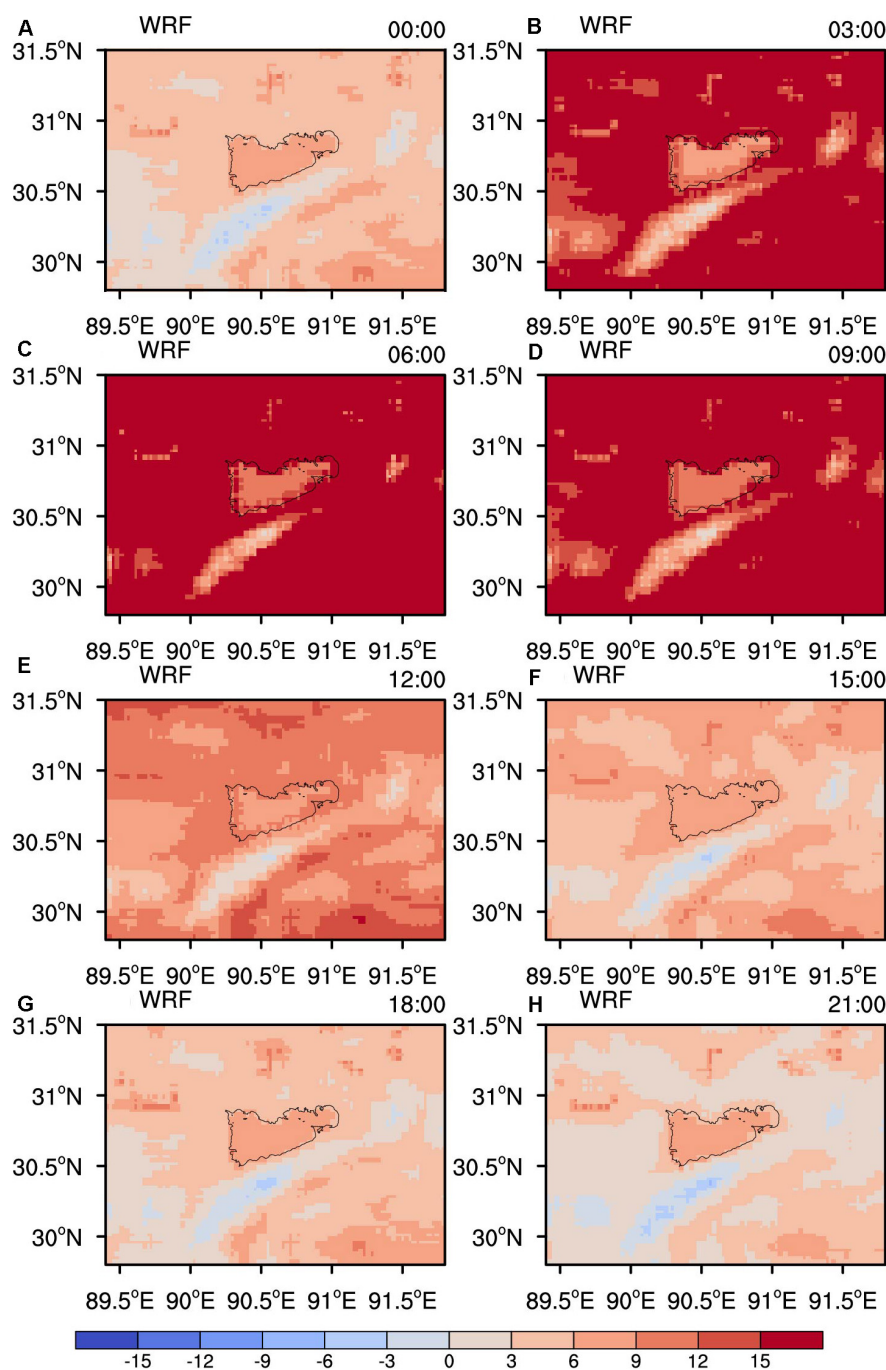 A WRF 00:00 B WRF 03:00
31.5°N 31.5°N
31°N 31°N
30.5°N 30.5°N
30°N 30°N
89.5°E 90°E 90.5°E 91°E 91.5°E 89.5°E 90°E 90.5°E 91°E 91.5°E
C WRF 06:00 D WRF 09:00
31.5°N 31.5°N
31°N 31°N
30.5°N 30.5°N
30°N 30°N
89.5°E 90°E 90.5°E 91°E 91.5°E 89.5°E 90°E 90.5°E 91°E 91.5°E
E WRF 12:00 F WRF 15:00
31.5°N 31.5°N
31°N 31°N
30.5°N 30.5°N
30°N 30°N
89.5°E 90°E 90.5°E 91°E 91.5°E 89.5°E 90°E 90.5°E 91°E 91.5°E
G WRF 18:00 H WRF 21:00
31.5°N 31.5°N
31°N 31°N
30.5°N 30.5°N
30°N 30°N
89.5°E 90°E 90.5°E 91°E 91.5°E 89.5°E 90°E 90.5°E 91°E 91.5°E
-15 -12 -9 -6 -3 0 3 6 9 12 15